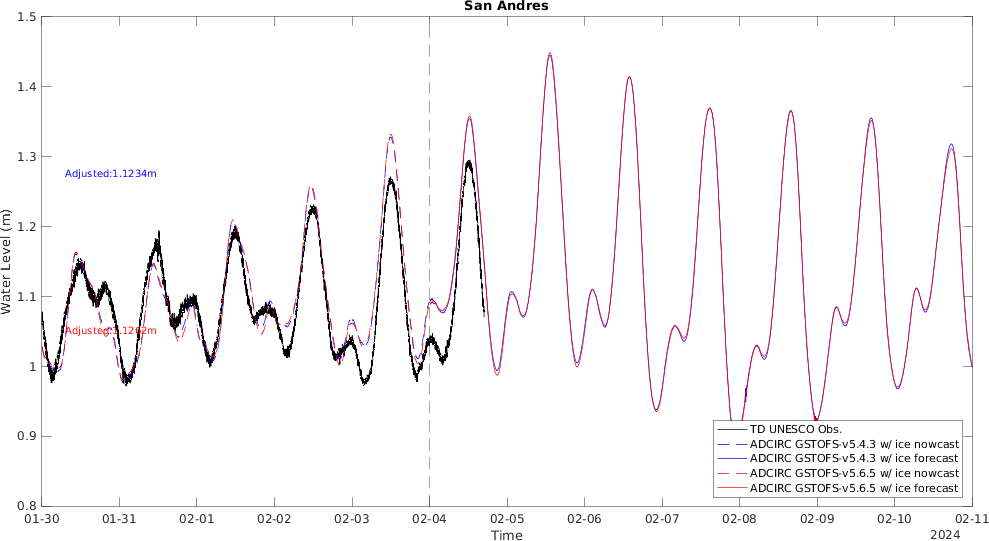 San Andres
1.5
1.4
1.3
1.2
1.1
1
0.9
0.8
Water Level (m)
Adjusted:1.1234m
Adjusted:1.1262m
TD UNESCO Obs.
ADCIRC GSTOFS-v5.4.3 w/ ice nowcast
ADCIRC GSTOFS-v5.4.3 w/ ice forecast
ADCIRC GSTOFS-v5.6.5 w/ ice nowcast
ADCIRC GSTOFS-v5.6.5 w/ ice forecast
01-30 01-31 02-01 02-02 02-03 02-04 02-05 02-06 02-07 02-08 02-09 02-10 02-11
Time
2024